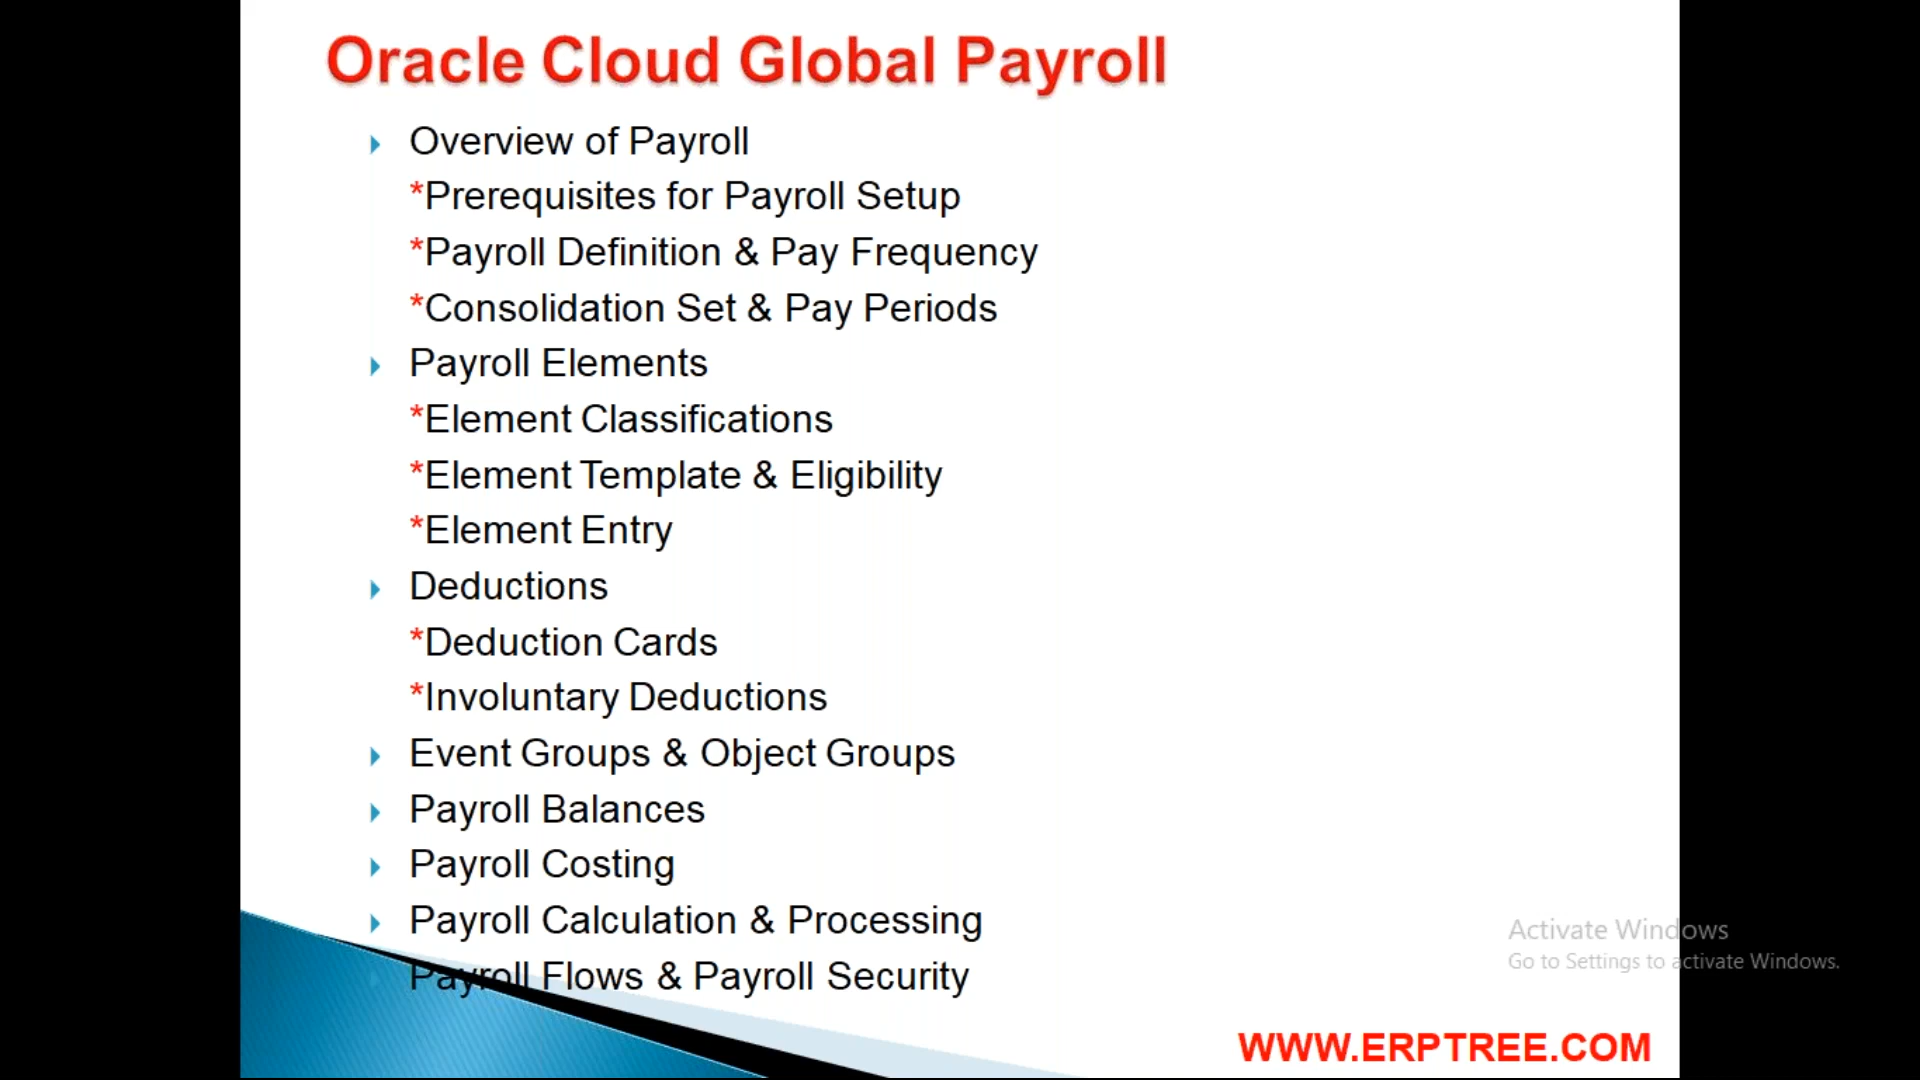 Oracle Cloud Global Payroll
Overview of Payroll
*Prerequisites for Payroll Setup
*Payroll Definition & Pay Frequency
*Consolidation Set & Pay Periods
Payroll Elements
*Element Classifications
*Element Template & Eligibility
*Element Entry
Deductions
*Deduction Cards
*Involuntary Deductions
Event Groups & Object Groups
Payroll Balances
Payroll Costing
Payroll Calculation & Processing
Payroll Flows & Payroll Security
Activate Windows
Go to Settings to activate Windows.
WWW.ERPTREE.COM